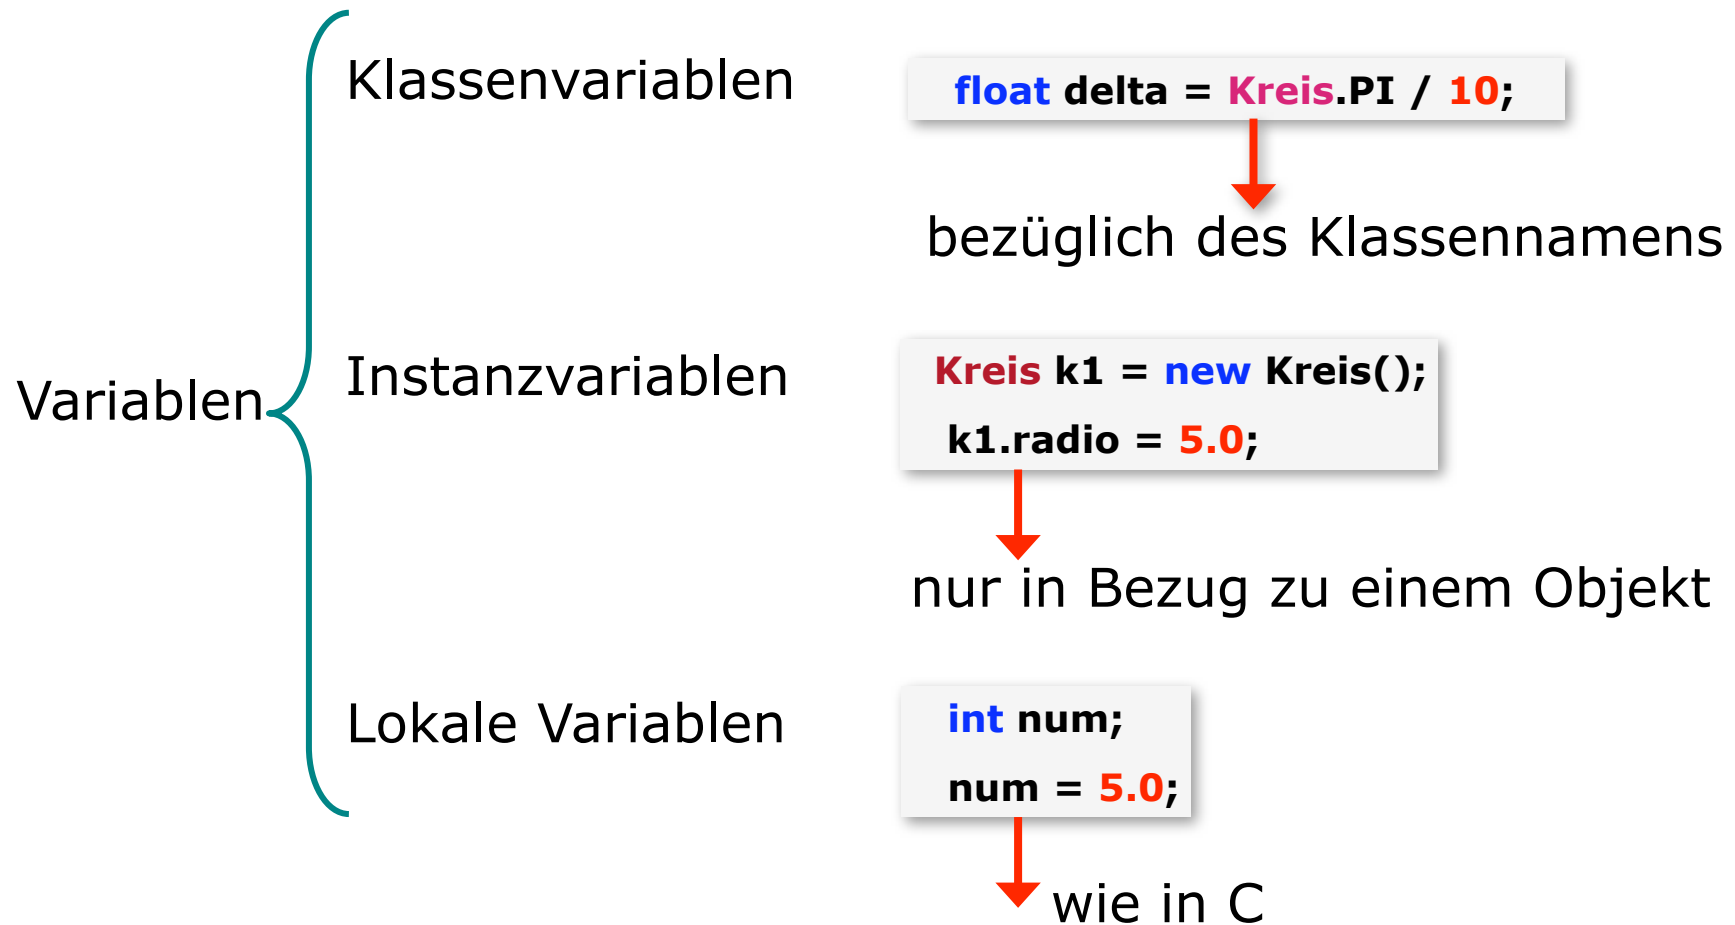 Klassenvariablen
float delta = Kreis.PI / 10;
bezüglich des Klassennamens
Variablen
Instanzvariablen
Kreis k1 = new Kreis();
k1.radio = 5.0;
nur in Bezug zu einem Objekt
Lokale Variablen
int num;
num = 5.0;
wie in C